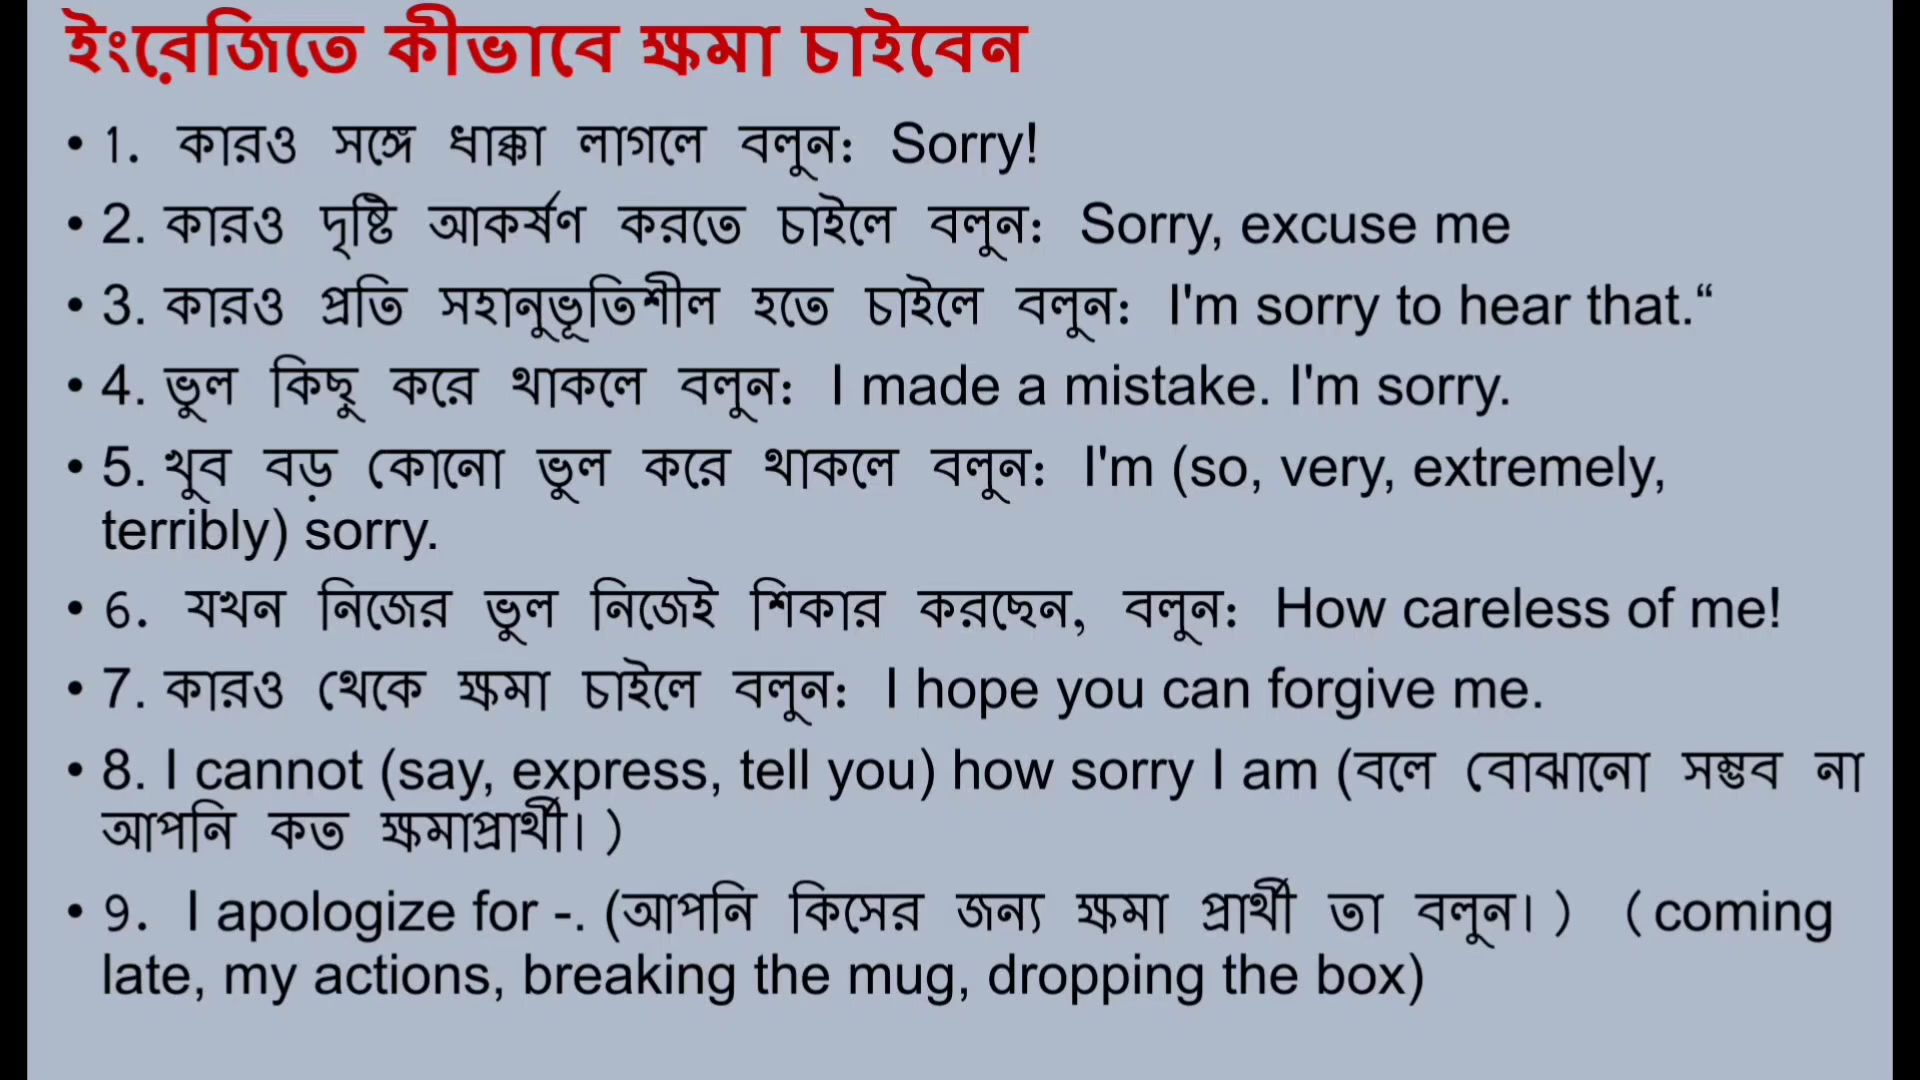 ইংরেজিতে কীভাবে ক্ষমা চাইবেন
• 1. কারও সঙ্গে ধাক্কা লাগলে বলুন: Sorry!
• 2. কারও দৃষ্টি আকর্ষণ করতে চাইলে বলুন: Sorry, excuse me
• 3. কারও প্রতি সহানুভূতিশীল হতে চাইলে বলুন: I'm sorry to hear that.“
• 4. ভুল কিছু করে থাকলে বলুন: I made a mistake. I'm sorry.
• 5. খুব বড় কোনো ভুল করে থাকলে বলুন: I'm (so, very, extremely,
terribly) sorry.
• 6. যখন নিজের ভুল নিজেই শিকার করছেন, বলুন: How careless of me!
• 7. কারও থেকে ক্ষমা চাইলে বলুন: I hope you can forgive me.
• 8. I cannot (say, express, tell you) how sorry I am (বলে বোঝানো সম্ভব না
আপনি কত ক্ষমাপ্রার্থী। )
• 9. I apologize for -. (আপনি কিসের জন্য ক্ষমা প্রার্থী তা বলুন। ) ( coming
late, my actions, breaking the mug, dropping the box)